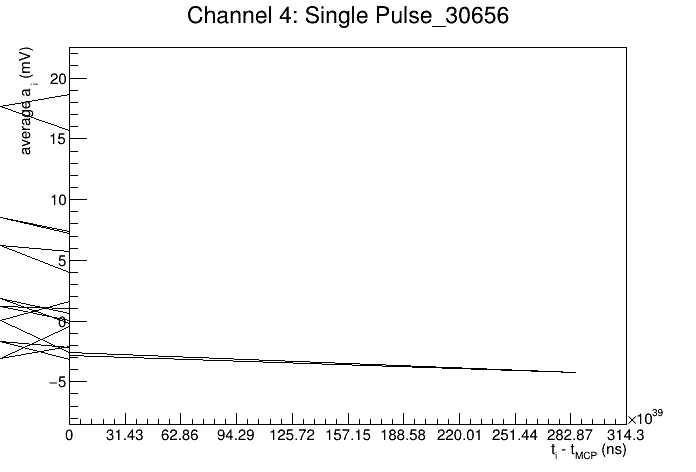 Channel 4: Single Pulse_30656
average a i (mV)
20
15
10
5
0
−5
×10^39
0 31.43 62.86 94.29 125.72 157.15 188.58 220.01 251.44 282.87 314.3
t_i - t_MCP (ns)